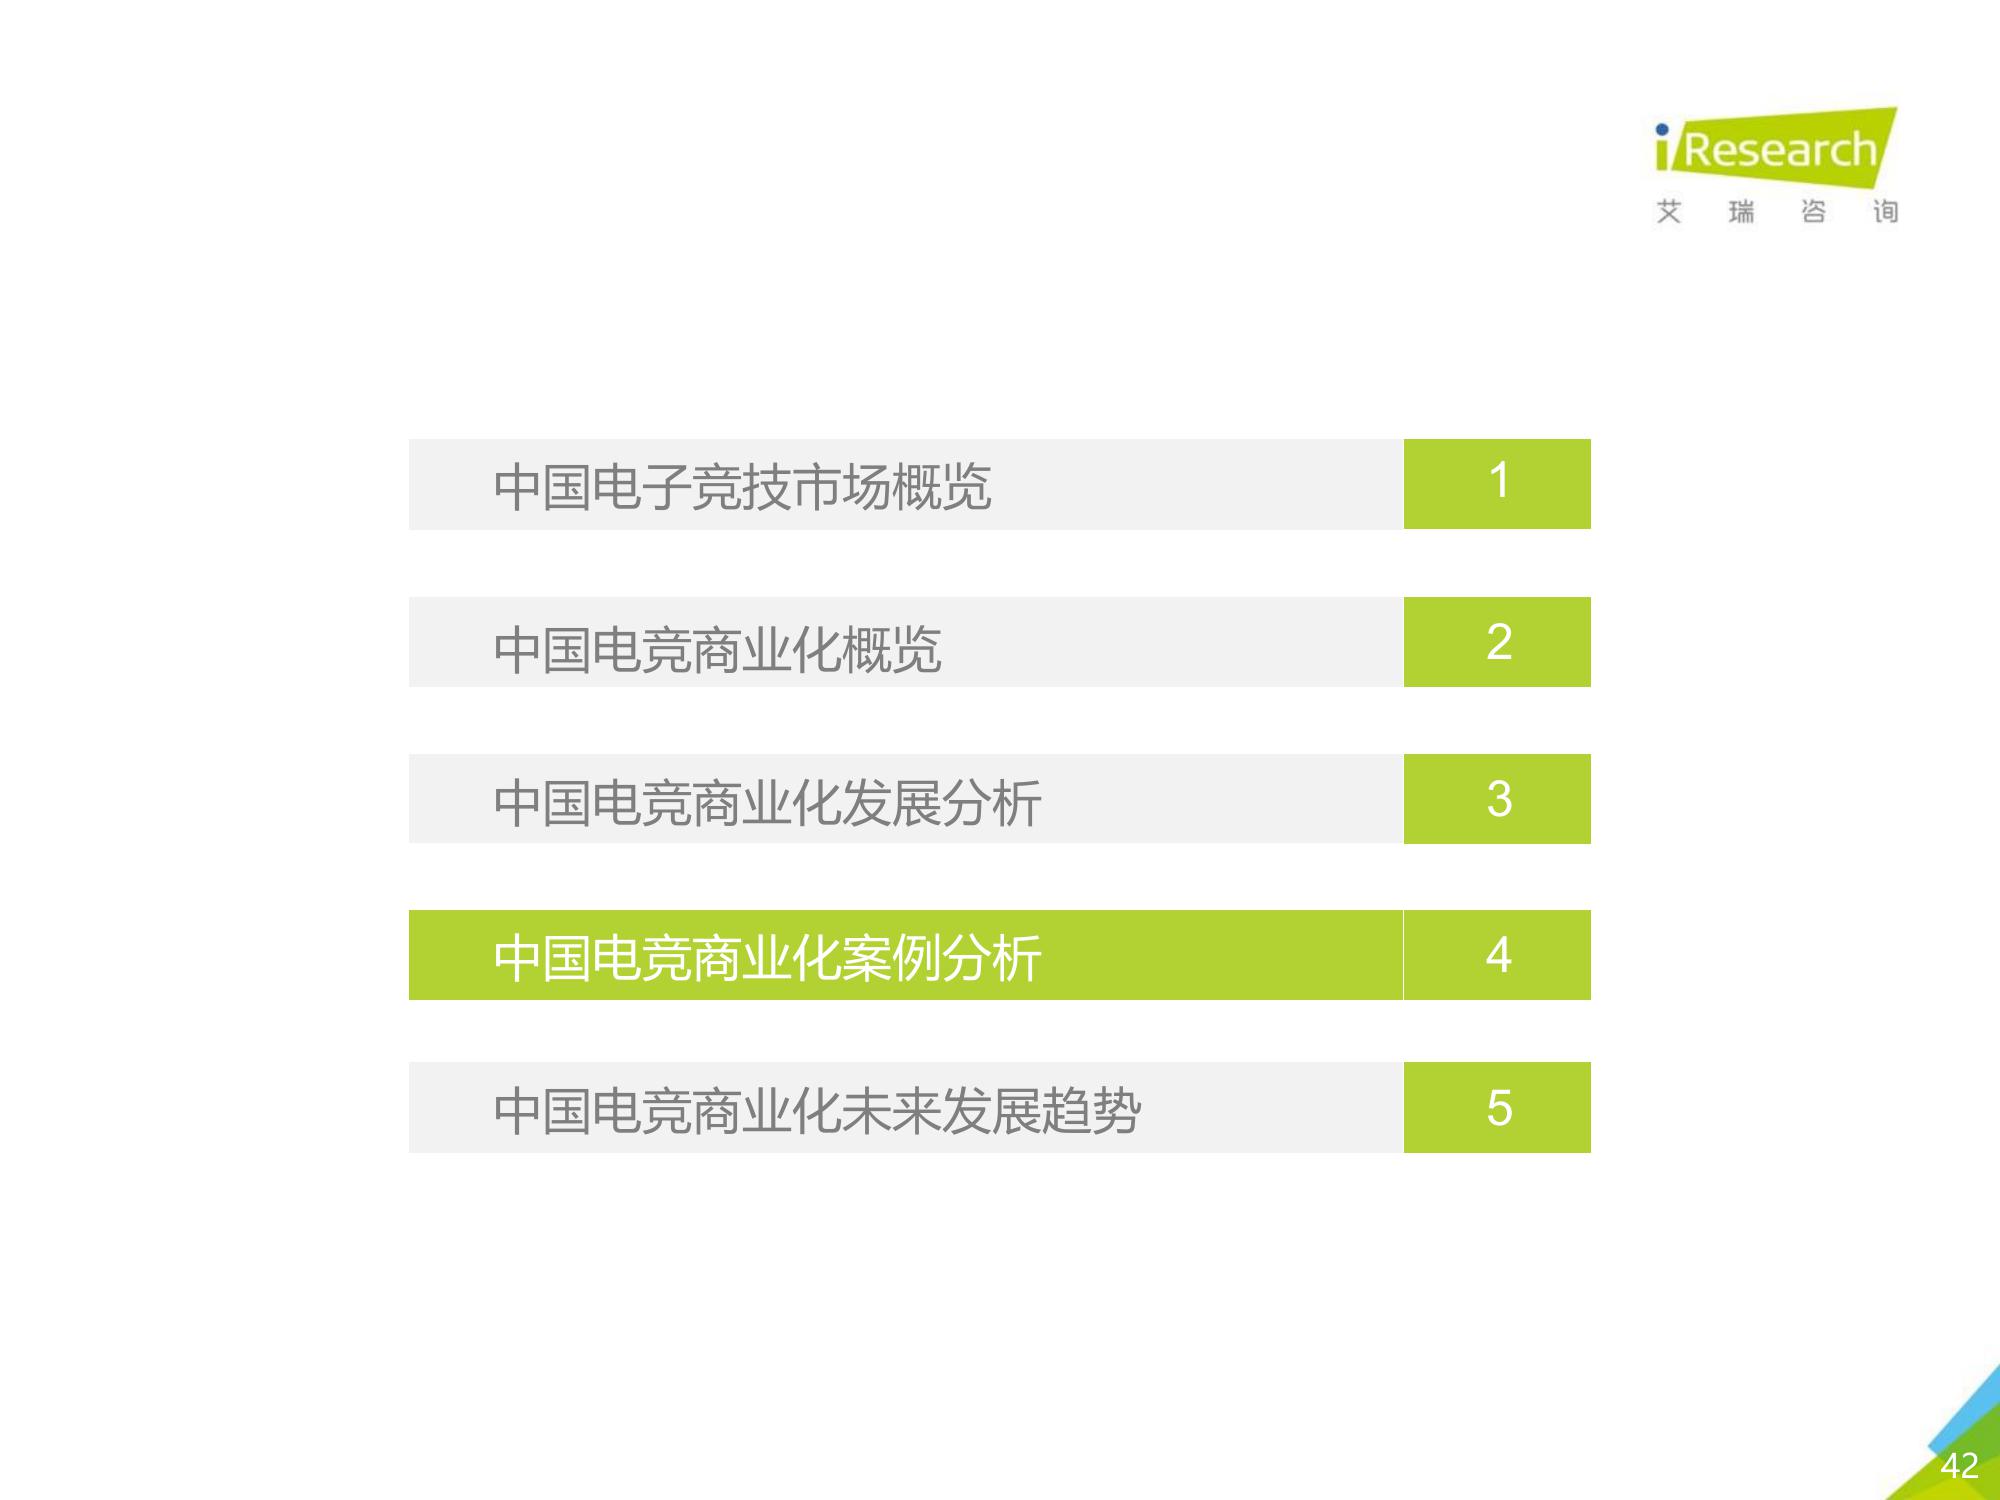 iResearch
艾瑞咨询
中国电子竞技市场概览 1
中国电竞商业化概览 2
中国电竞商业化发展分析 3
中国电竞商业化案例分析 4
中国电竞商业化未来发展趋势 5
42